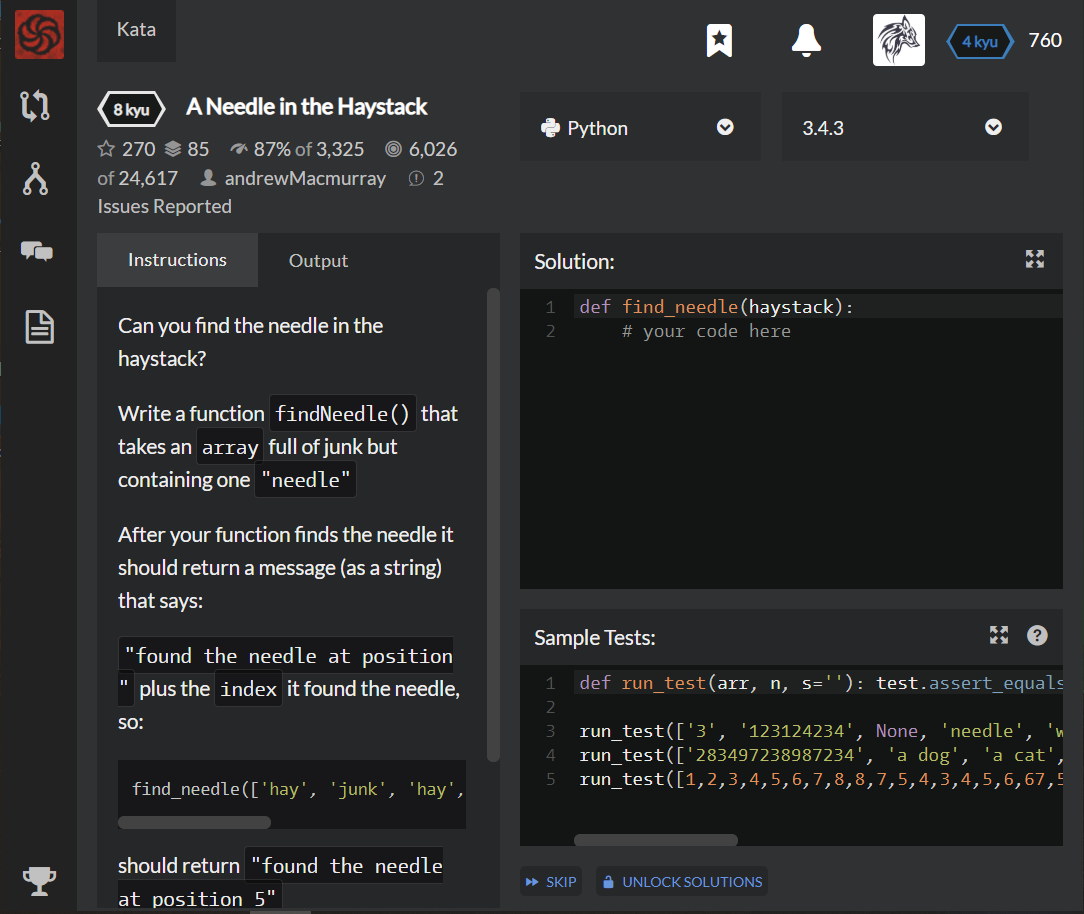 Kata
4 kyu 760
8 kyu A Needle in the Haystack
270 85 87% of 3,325 6,026
of 24,617 andrewMacmurray 2
Issues Reported
Python
3.4.3
Instructions
Output
Can you find the needle in the
haystack?
Write a function findNeedle() that
takes an array full of junk but
containing one "needle"
After your function finds the needle it
should return a message (as a string)
that says:
"found the needle at position
" plus the index it found the needle,
so:
find_needle(['hay', 'junk', 'hay',
should return "found the needle
at position 5"
Solution:
1 def find_needle(haystack):
2 # your code here
Sample Tests:
1 def run_test(arr, n, s=''): test.assert_equals
2
3 run_test(['3', '123124234', None, 'needle', 'w
4 run_test(['283497238987234', 'a dog', 'a cat',
5 run_test([1,2,3,4,5,6,7,8,8,7,5,4,3,4,5,6,67,5
SKIP
UNLOCK SOLUTIONS